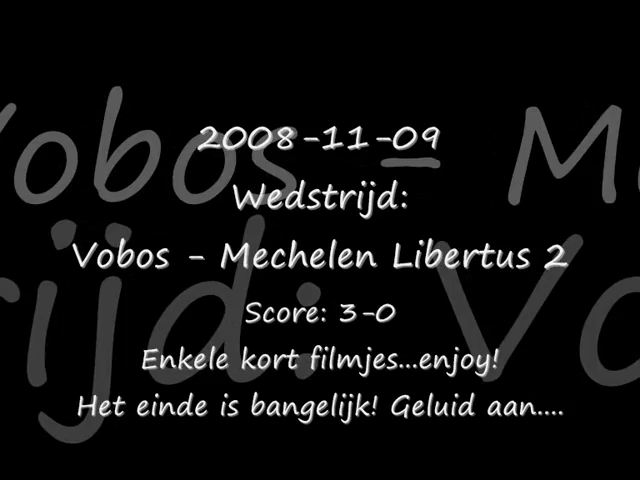 2008-11-09
Wedstrijd:
Vobos - Mechelen Libertus 2
Score: 3-0
Enkele kort filmjes...enjoy!
Het einde is bangelijk! Geluid aan....